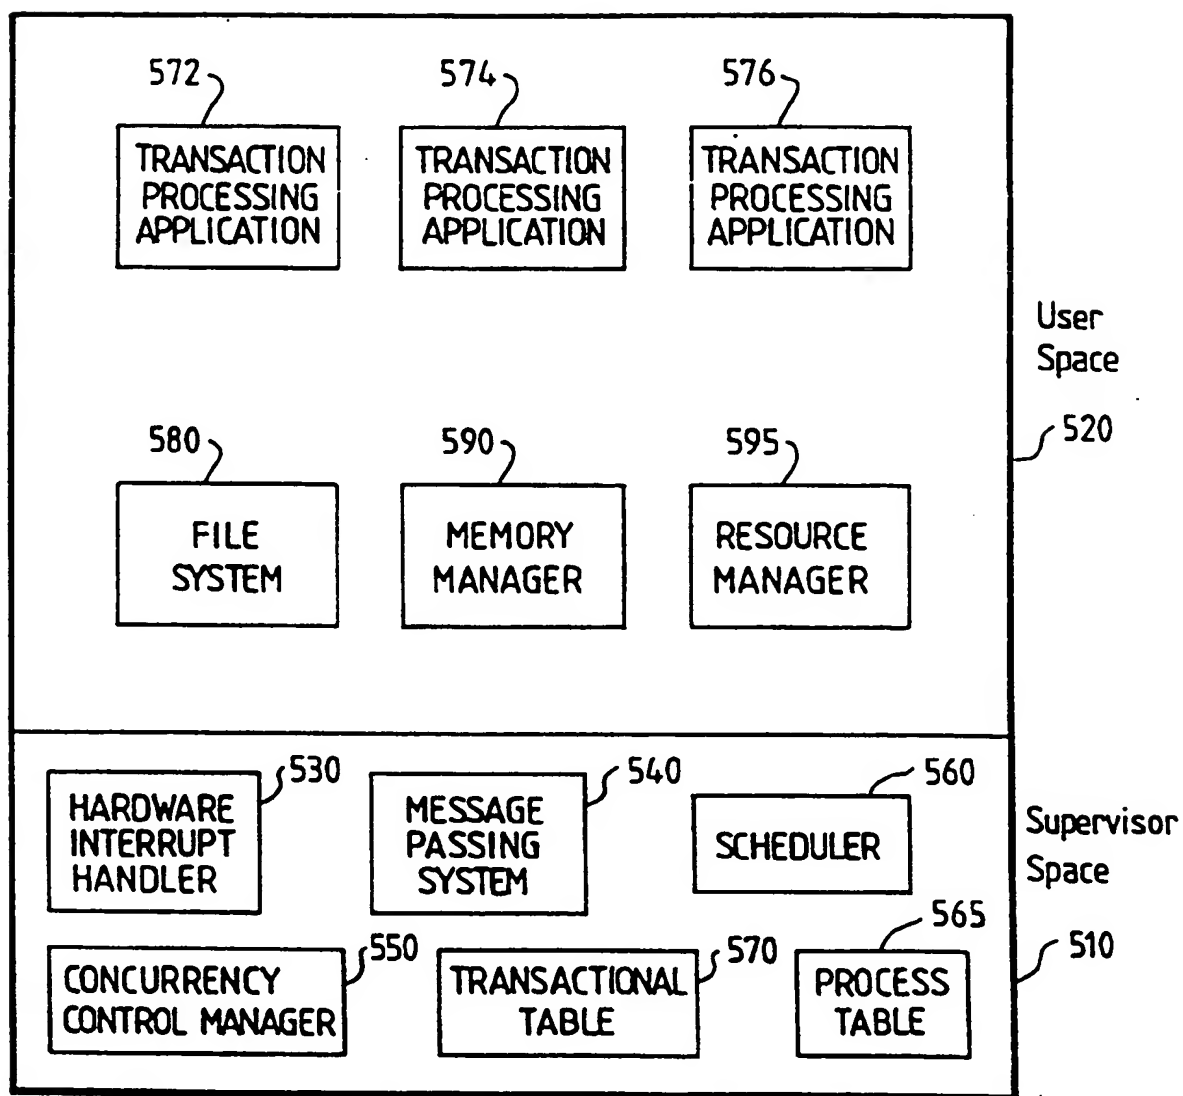 572
574
576
TRANSACTION
PROCESSING
APPLICATION
TRANSACTION
PROCESSING
APPLICATION
TRANSACTION
PROCESSING
APPLICATION
User
Space
520
580
590
595
FILE
SYSTEM
MEMORY
MANAGER
RESOURCE
MANAGER
530
540
560
HARDWARE
INTERRUPT
HANDLER
MESSAGE
PASSING
SYSTEM
SCHEDULER
Supervisor
Space
510
550
570
565
CONCURRENCY
CONTROL MANAGER
TRANSACTIONAL
TABLE
PROCESS
TABLE